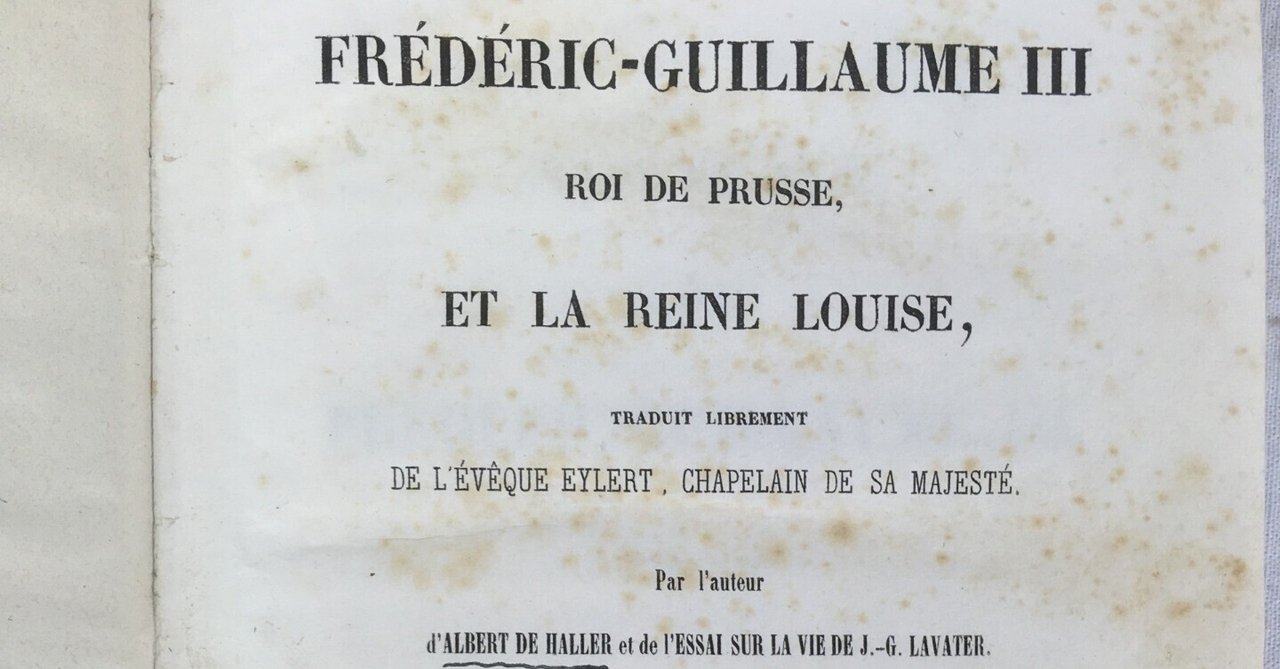 FRÉDÉRIC-GUILLAUME III
ROI DE PRUSSE,
ET LA REINE LOUISE,
TRADUIT LIBREMENT
DE L'ÉVÊQUE EYLERT, CHAPELAIN DE SA MAJESTÉ.
Par l'auteur
d'ALBERT DE HALLER et de l'ESSAI SUR LA VIE DE J.-G. LAVATER.